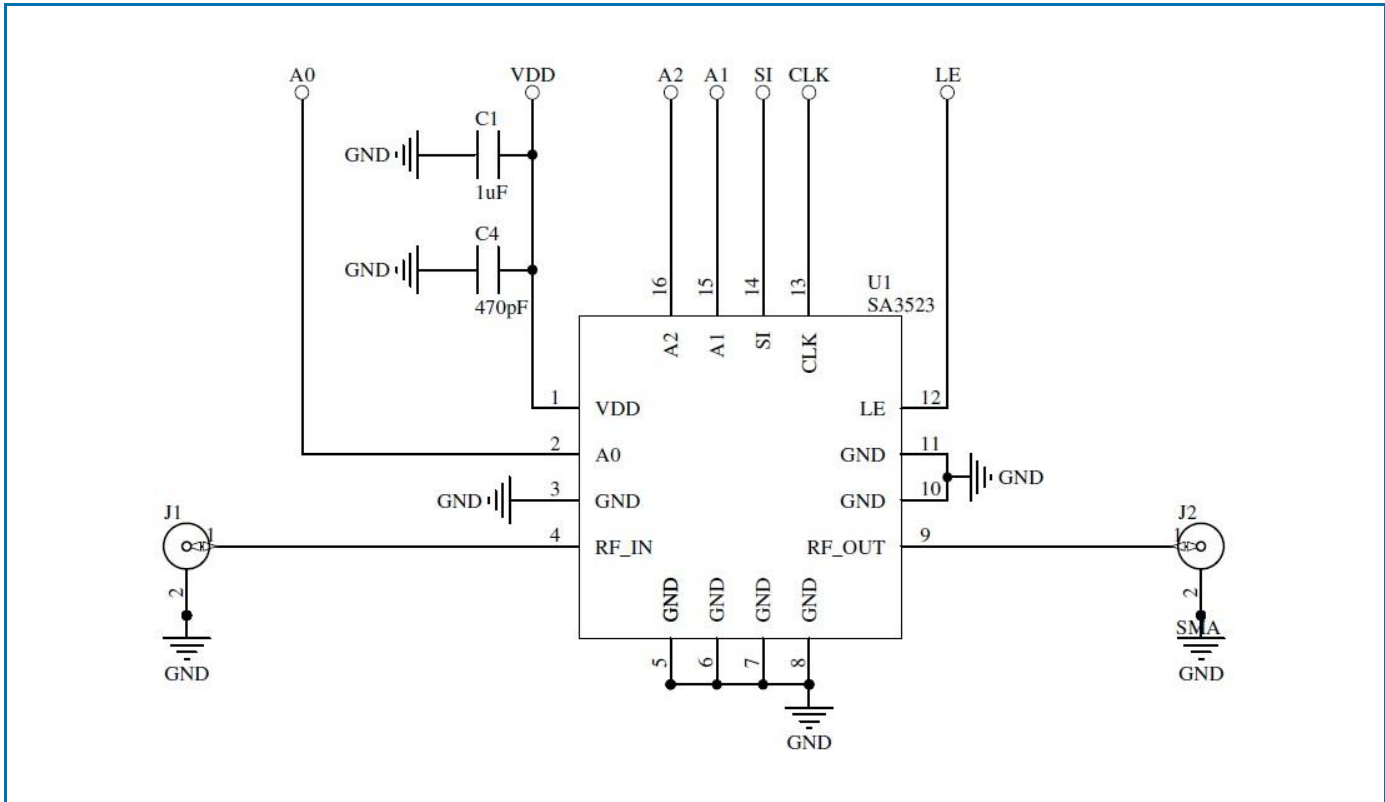 A0
VDD
A2
A1
SI
CLK
LE
C1
GND
1uF
C4
GND
470pF
16
15
14
13
U1
SA3523
A2
A1
SI
CLK
1
VDD
LE
12
2
A0
GND
11
GND
3
GND
GND
10
GND
J1
1
4
RF_IN
RF_OUT
9
J2
1
2
GND
GND
GND
GND
2
SMA
GND
5
6
7
8
GND
GND